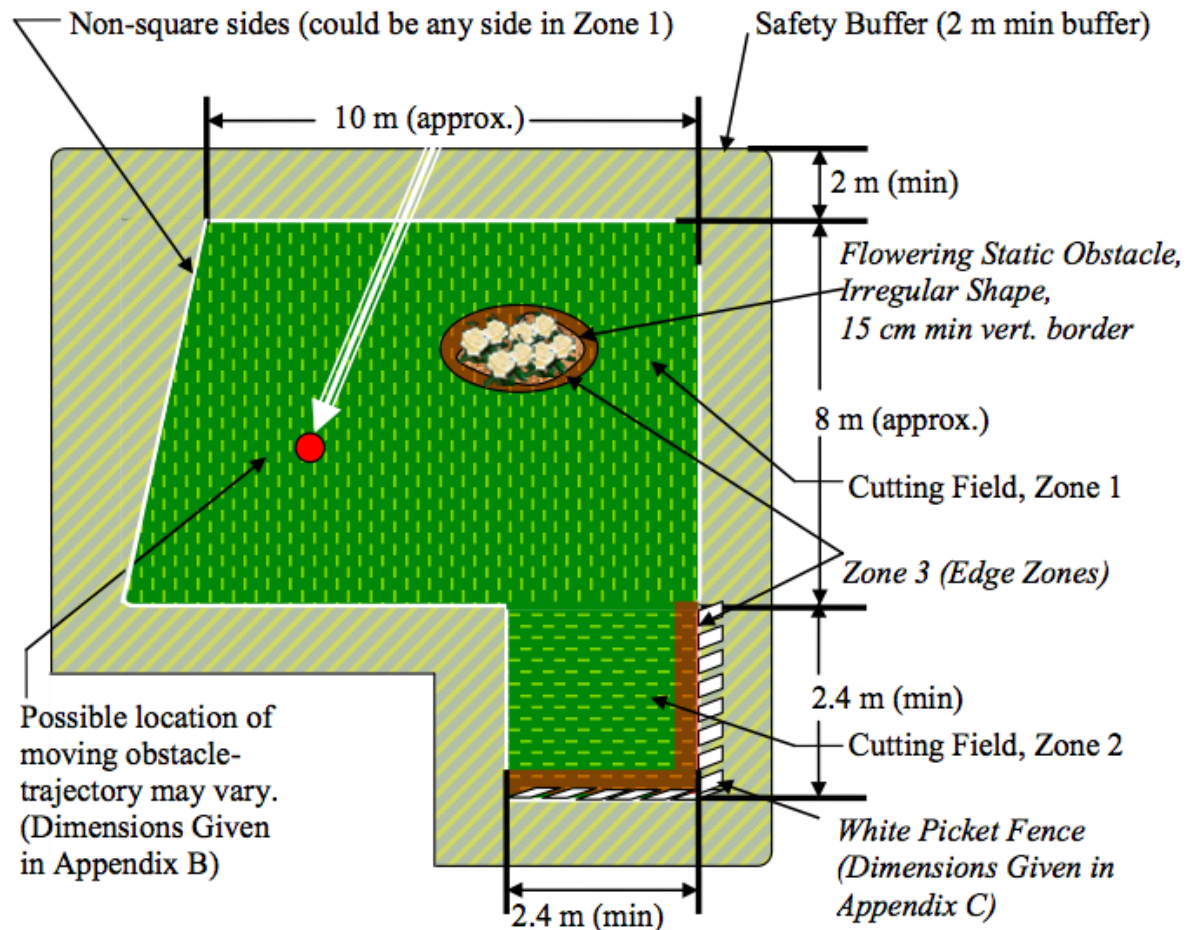 Non-square sides (could be any side in Zone 1)
Safety Buffer (2 m min buffer)
10 m (approx.)
2 m (min)
Flowering Static Obstacle,
Irregular Shape,
15 cm min vert. border
8 m (approx.)
Cutting Field, Zone 1
Zone 3 (Edge Zones)
2.4 m (min)
Cutting Field, Zone 2
Possible location of
moving obstacle-
trajectory may vary.
(Dimensions Given
in Appendix B)
White Picket Fence
(Dimensions Given in
Appendix C)
2.4 m (min)